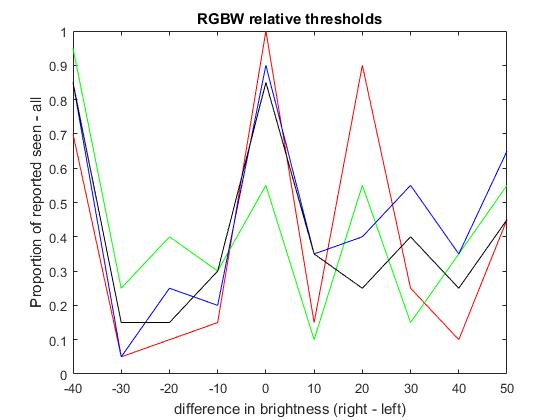 RGBW relative thresholds
1
0.9
0.8
0.7
0.6
0.5
0.4
0.3
0.2
0.1
0
Proportion of reported seen - all
-40 -30 -20 -10 0 10 20 30 40 50
difference in brightness (right - left)